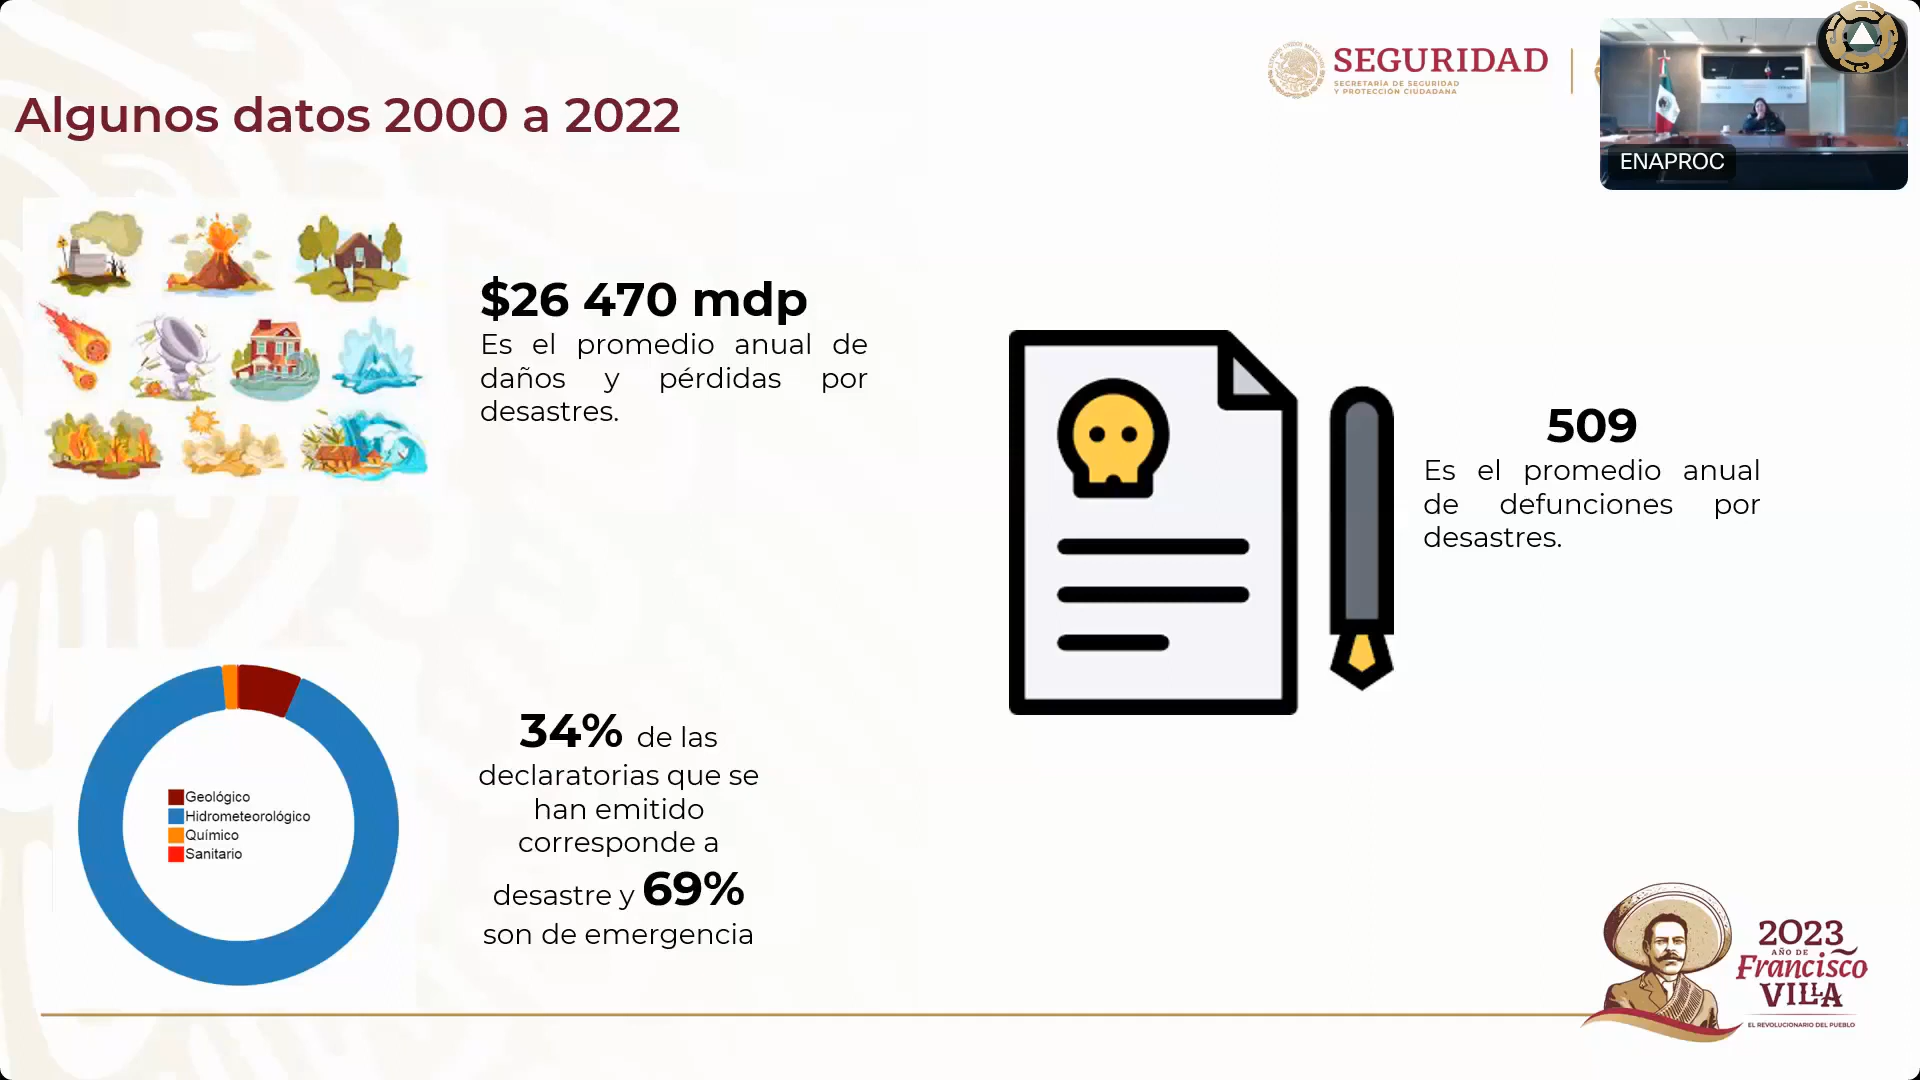 Algunos datos 2000 a 2022
SEGURIDAD
SECRETARÍA DE SEGURIDAD
Y PROTECCIÓN CIUDADANA
ENAPROC
$26 470 mdp
Es el promedio anual de
daños y pérdidas por
desastres.
509
Es el promedio anual
de defunciones por
desastres.
Geológico
Hidrometeorológico
Químico
Sanitario
34% de las
declaratorias que se
han emitido
corresponde a
desastre y 69%
son de emergencia
2023
AÑO DE
Francisco
VILLA
EL REVOLUCIONARIO DEL PUEBLO